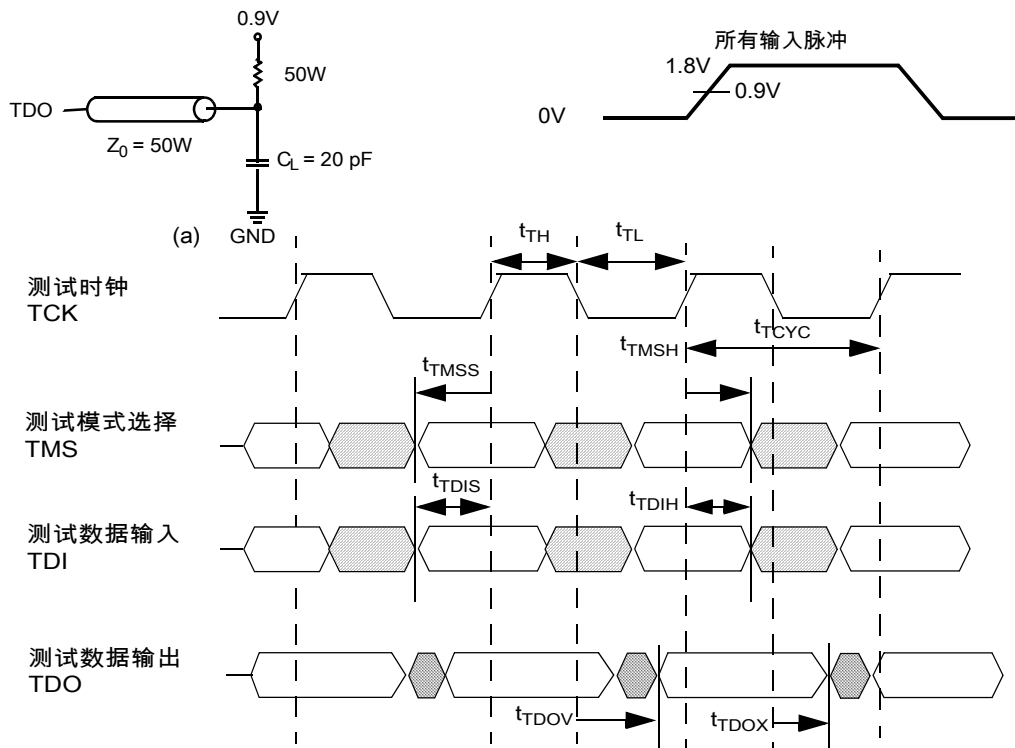 0.9V
50W
TDO
Z0 = 50W
CL = 20 pF
(a) GND
所有输入脉冲
1.8V
0.9V
0V
tTH
tTL
测试时钟
TCK
tTMSH
tTCYC
tTMSS
测试模式选择
TMS
tTDIS
tTDIH
测试数据输入
TDI
测试数据输出
TDO
tTDOV
tTDOX